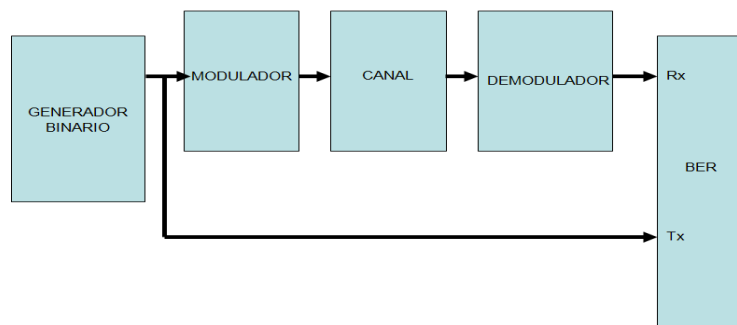 GENERADOR
BINARIO
MODULADOR
CANAL
DEMODULADOR
Rx
BER
Tx